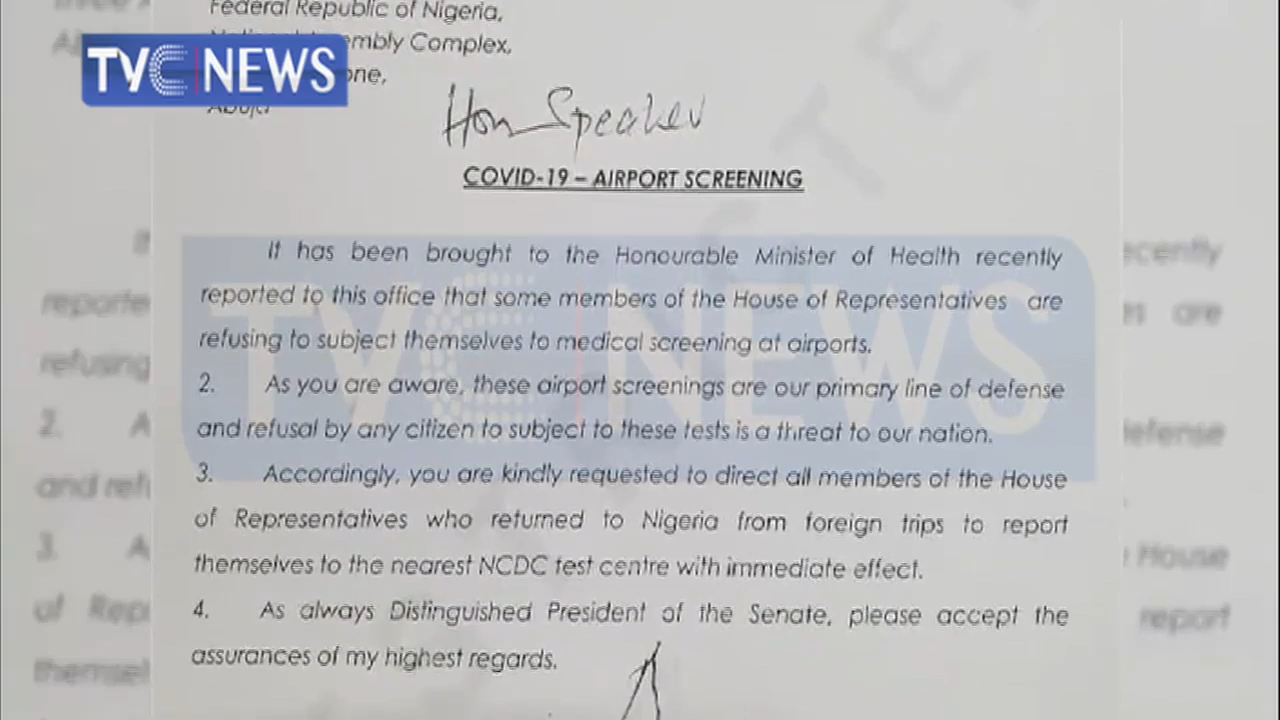 Federal Republic of Nigeria,
TVC NEWS
Complex,
Abuja
Hon Speaker
COVID-19 – AIRPORT SCREENING
It has been brought to the Honourable Minister of Health recently
reported to this office that some members of the House of Representatives are
refusing to subject themselves to medical screening at airports.
2. As you are aware, these airport screenings are our primary line of defense
and refusal by any citizen to subject to these tests is a threat to our nation.
3. Accordingly, you are kindly requested to direct all members of the House
of Representatives who returned to Nigeria from foreign trips to report
themselves to the nearest NCDC test centre with immediate effect.
4. As always Distinguished President of the Senate, please accept the
assurances of my highest regards.
TVC NEWS